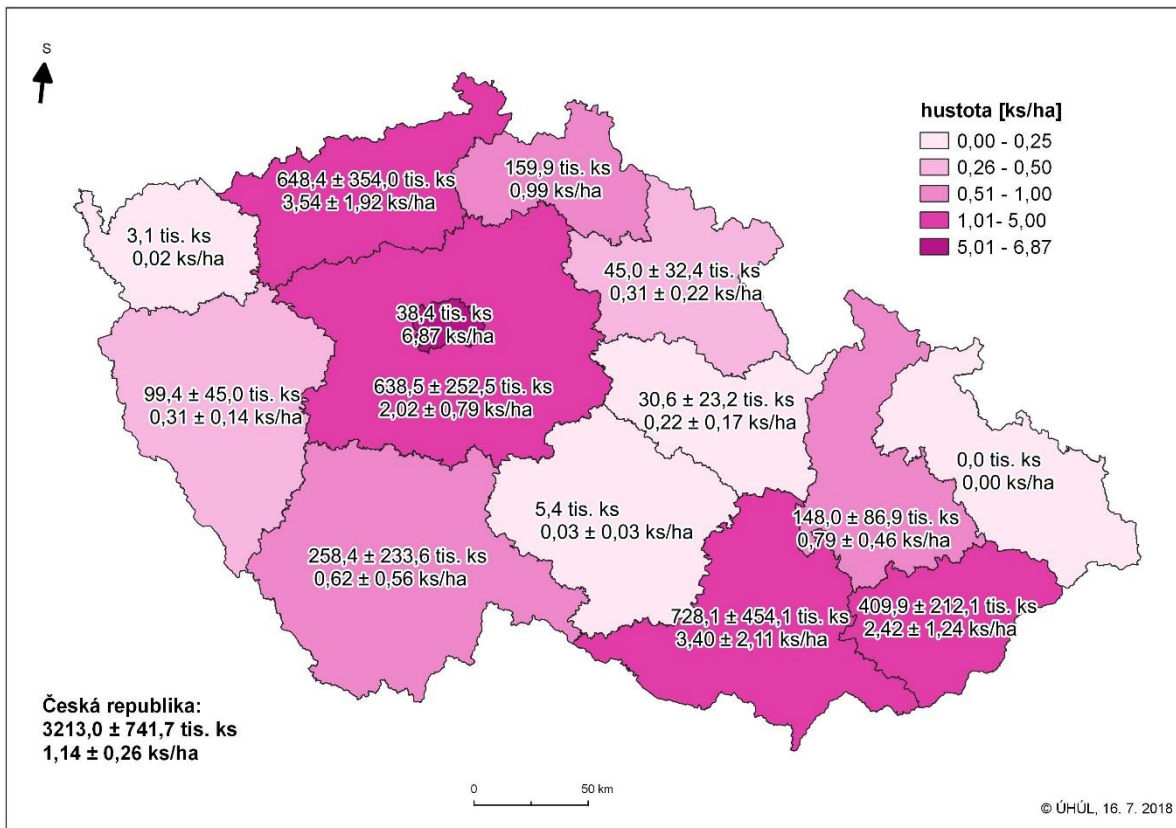 S
hustota [ks/ha]
0,00 - 0,25
0,26 - 0,50
0,51 - 1,00
1,01- 5,00
5,01 - 6,87
648,4 ± 354,0 tis. ks
3,54 ± 1,92 ks/ha
159,9 tis. ks
0,99 ks/ha
3,1 tis. ks
0,02 ks/ha
45,0 ± 32,4 tis. ks
0,31 ± 0,22 ks/ha
38,4 tis. ks
6,87 ks/ha
99,4 ± 45,0 tis. ks
0,31 ± 0,14 ks/ha
638,5 ± 252,5 tis. ks
2,02 ± 0,79 ks/ha
30,6 ± 23,2 tis. ks
0,22 ± 0,17 ks/ha
0,0 tis. ks
0,00 ks/ha
5,4 tis. ks
0,03 ± 0,03 ks/ha
148,0 ± 86,9 tis. ks
0,79 ± 0,46 ks/ha
258,4 ± 233,6 tis. ks
0,62 ± 0,56 ks/ha
728,1 ± 454,1 tis. ks
3,40 ± 2,11 ks/ha
409,9 ± 212,1 tis. ks
2,42 ± 1,24 ks/ha
Česká republika:
3213,0 ± 741,7 tis. ks
1,14 ± 0,26 ks/ha
0 50 km
© ÚHÚL, 16. 7. 2018